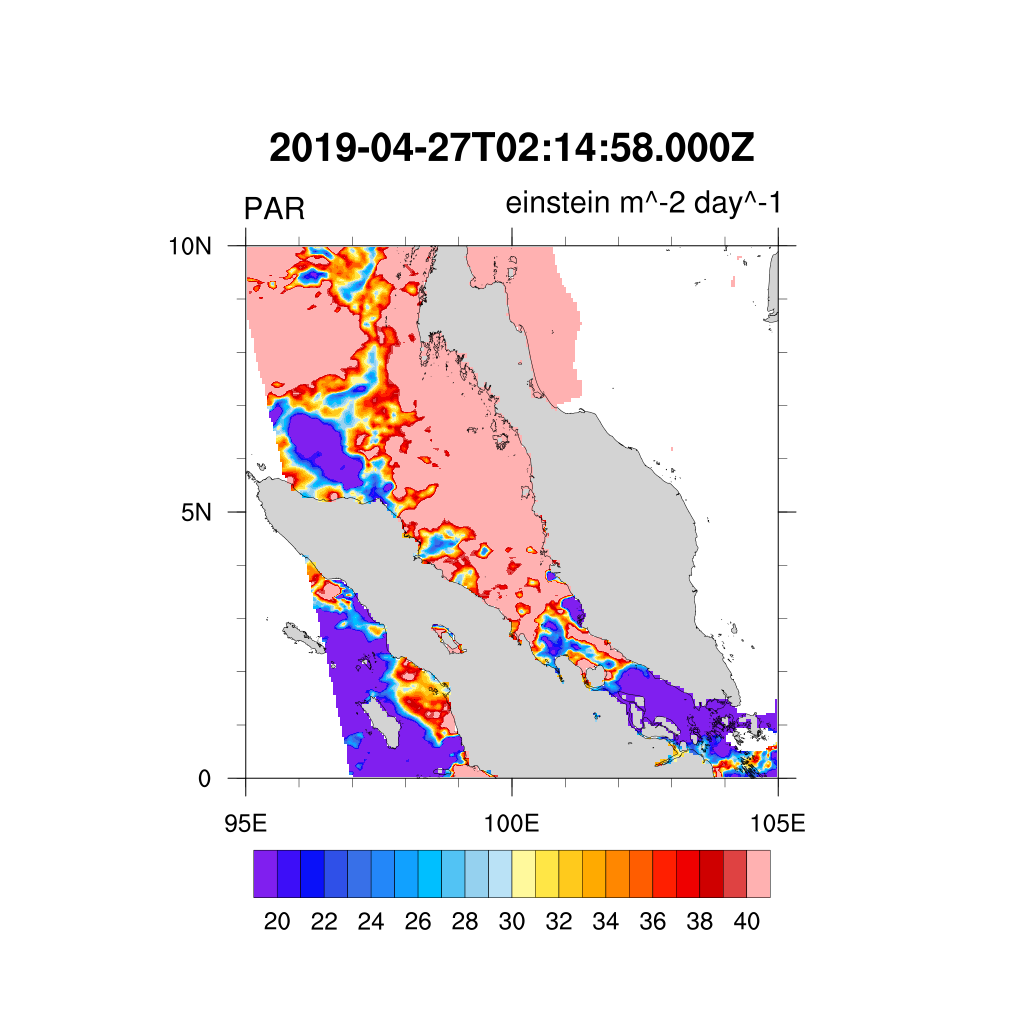 2019-04-27T02:14:58.000Z
PAR einstein m^-2 day^-1
10N
5N
0
95E 100E 105E
20 22 24 26 28 30 32 34 36 38 40